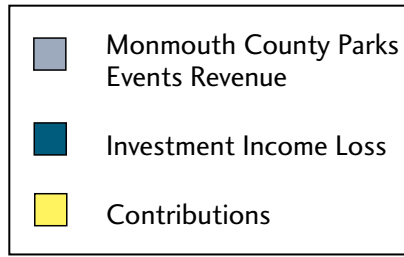 Monmouth County Parks
Events Revenue
Investment Income Loss
Contributions